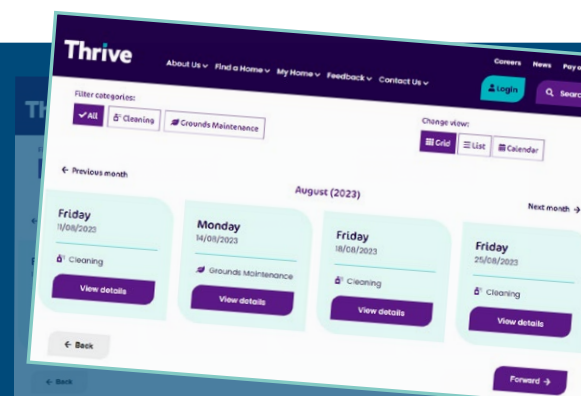 Thrive
Careers News Pay
About Us Find a Home My Home Feedback Contact Us
Login
Filter categories:
All Cleaning Grounds Maintenance
Change view:
Grid List Calendar
← Previous month
August (2023)
Next month →
Friday
11/08/2023
Cleaning
View details
Monday
14/08/2023
Grounds Maintenance
View details
Friday
18/08/2023
Cleaning
View details
Friday
25/08/2023
Cleaning
View details
← Back
Forward →
← Back